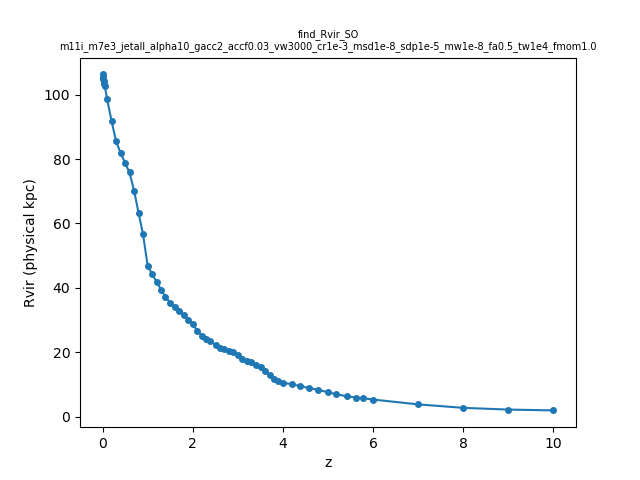 find_Rvir_SO
m11i_m7e3_jetall_alpha10_gacc2_accf0.03_vw3000_cr1e-3_msd1e-8_sdp1e-5_mw1e-8_fa0.5_tw1e4_fmom1.0
100
80
60
40
20
0
Rvir (physical kpc)
0 2 4 6 8 10
z